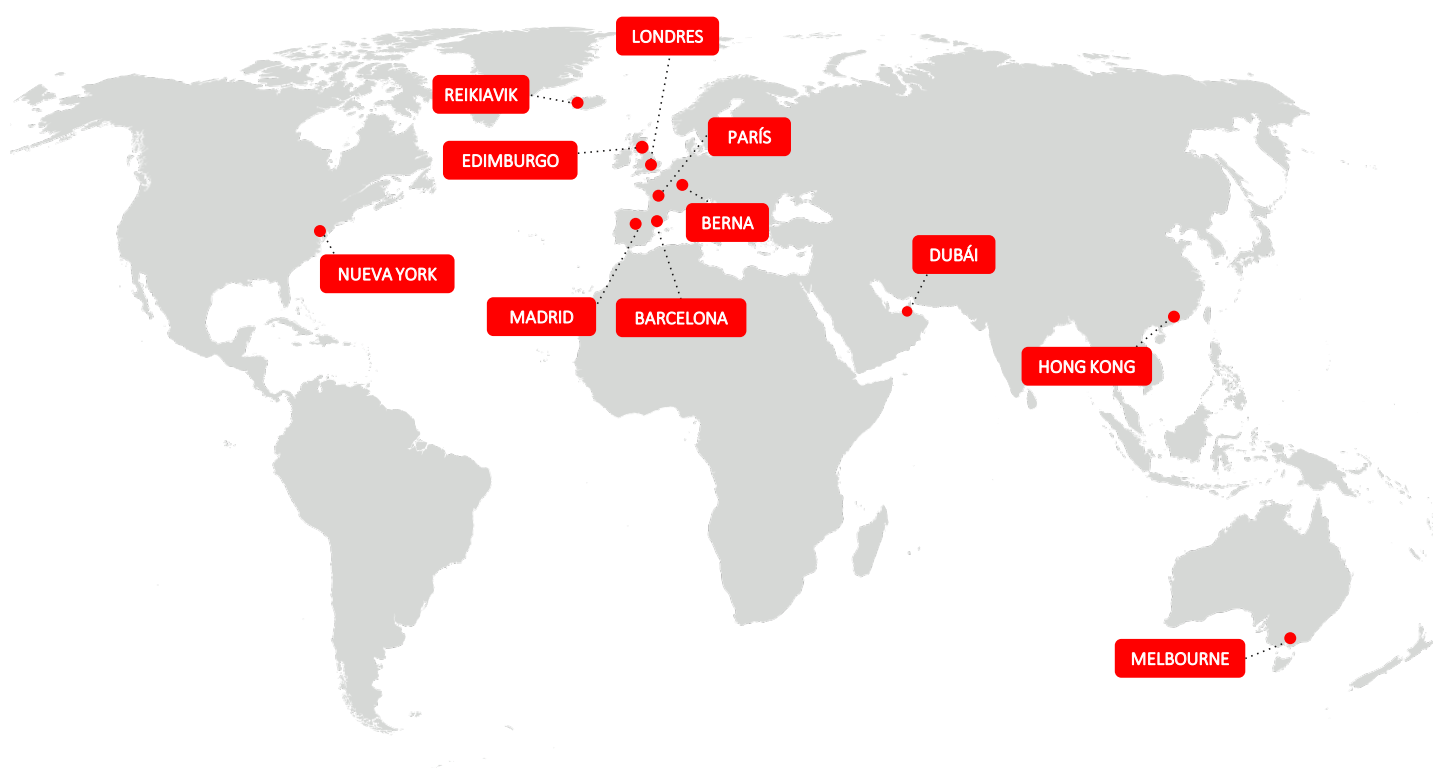 LONDRES
REIKIAVIK
PARÍS
EDIMBURGO
BERNA
DUBÁI
NUEVA YORK
MADRID
BARCELONA
HONG KONG
MELBOURNE